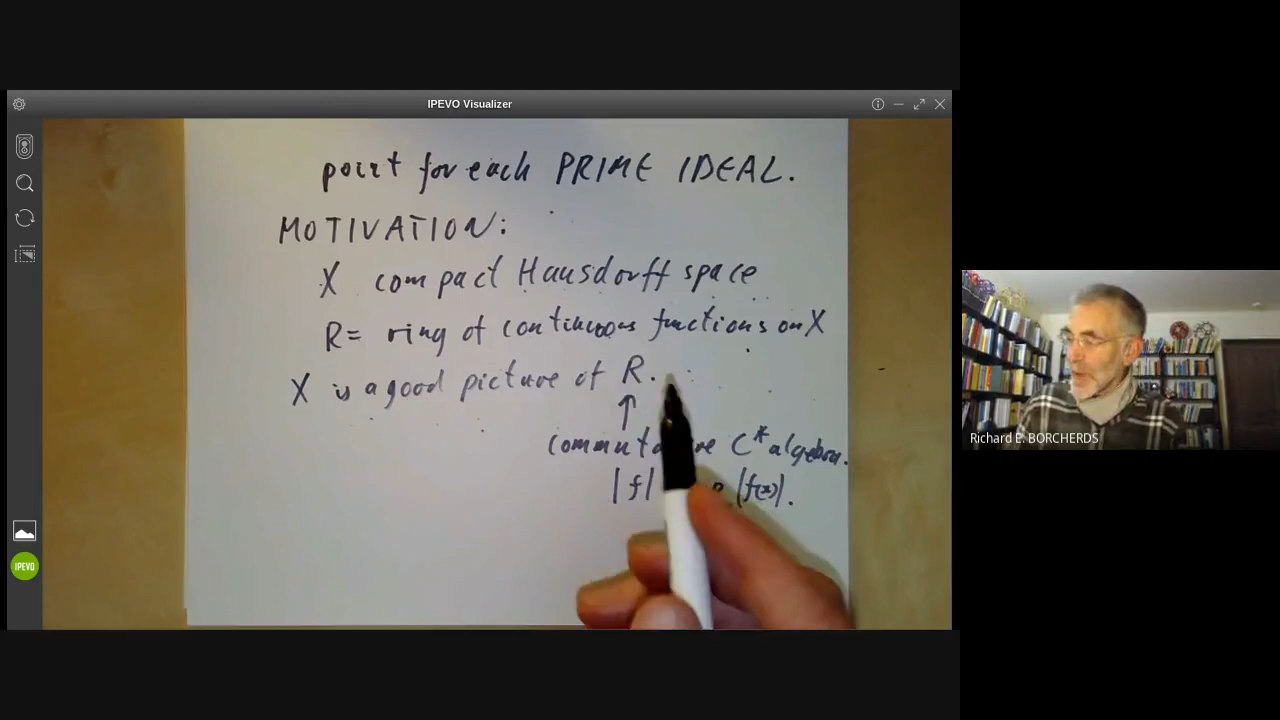 IPEVO Visualizer
point for each PRIME IDEAL.
MOTIVATION:
X compact Hausdorff space
R = ring of continuous functions on X
X is a good picture of R.
↑
C* algebra.
|f| |f(x)|.
IPEVO
Richard E. BORCHERDS